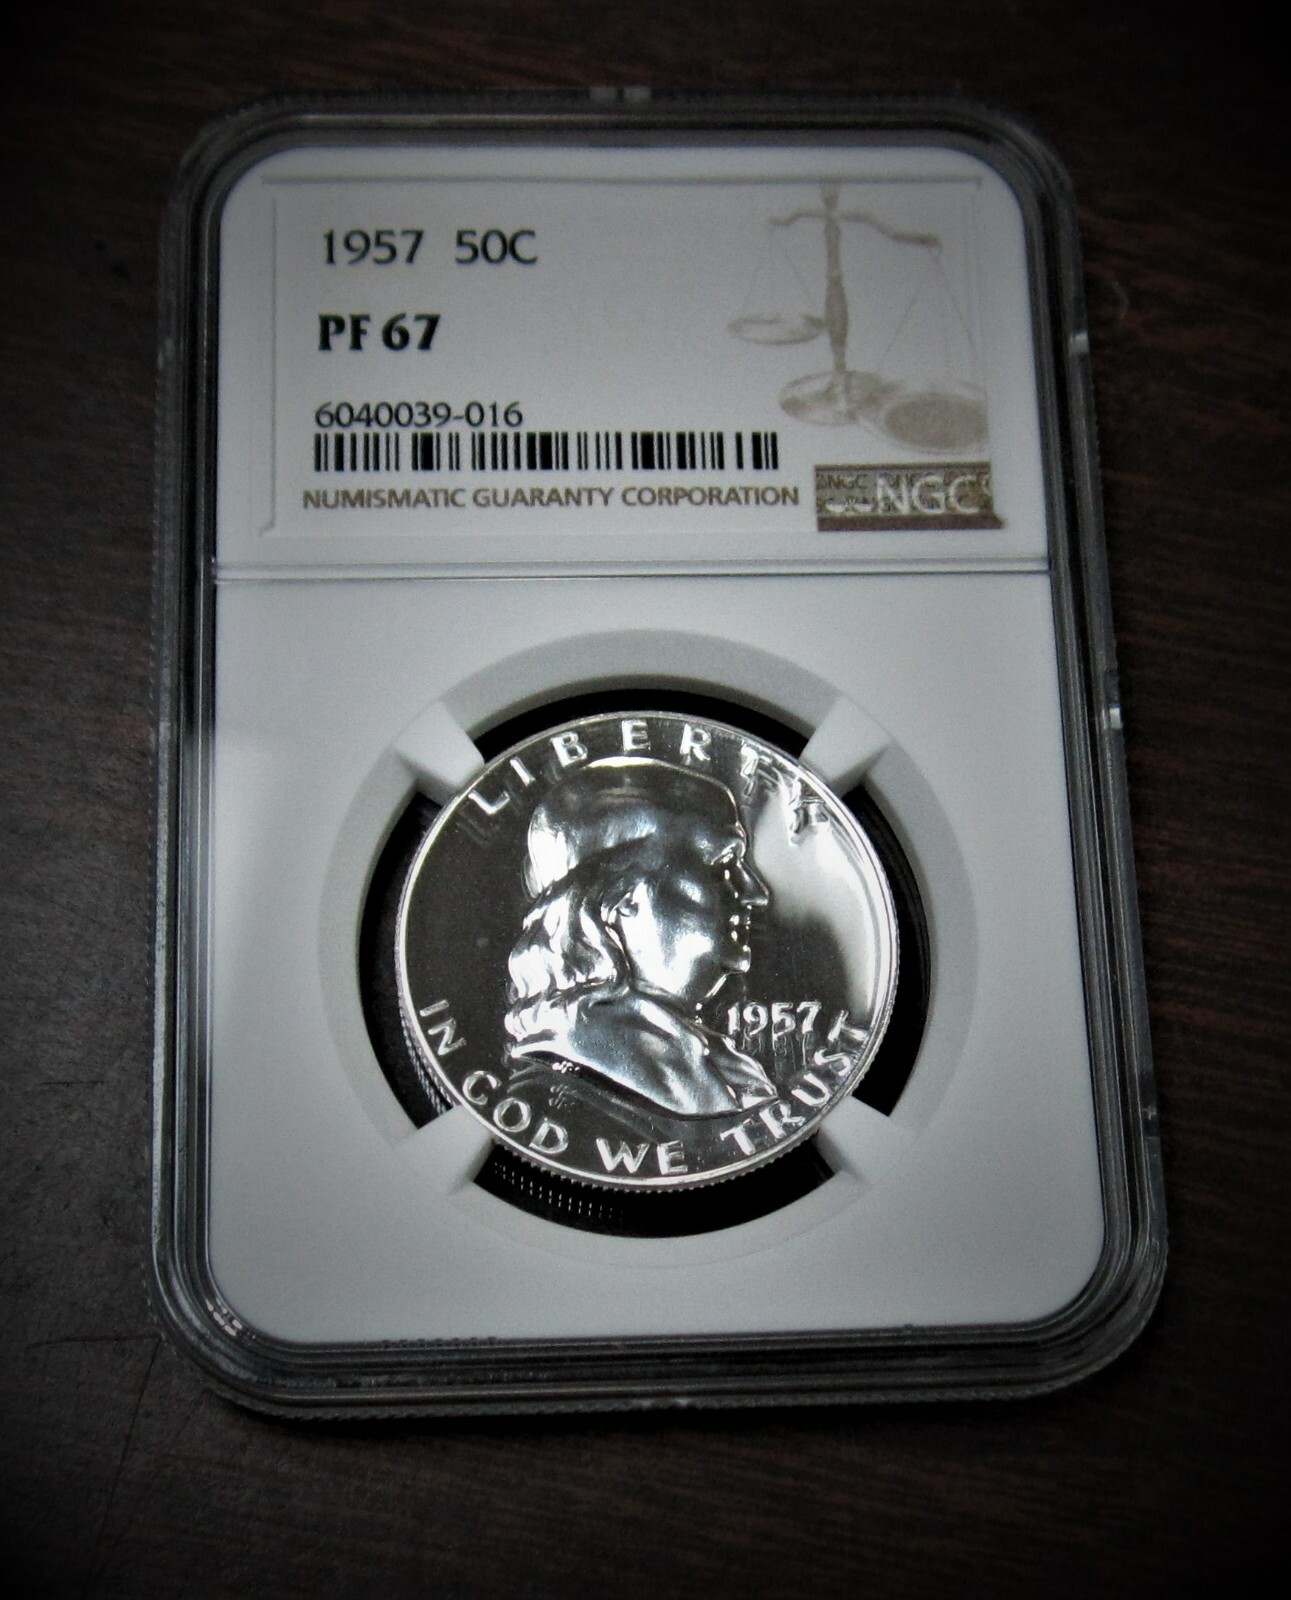 1957 50C
PF 67
6040039-016
NUMISMATIC GUARANTY CORPORATION
NGC
LIBERTY
1957
IN GOD WE TRUST